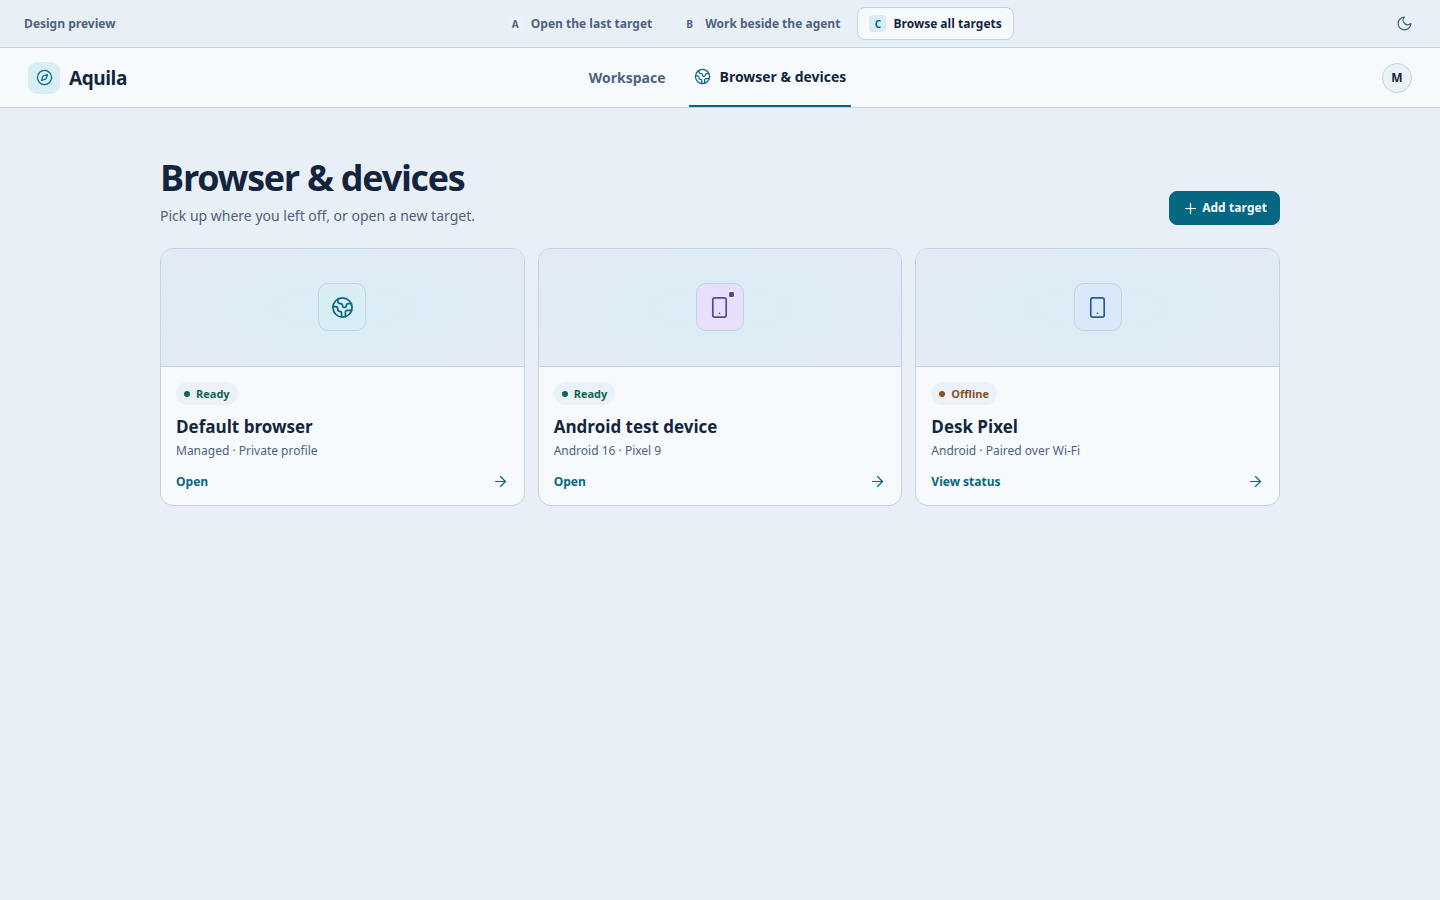 Design preview
A Open the last target
B Work beside the agent
C Browse all targets
Aquila
Workspace
Browser & devices
M
Browser & devices
Pick up where you left off, or open a new target.
Add target
Ready
Default browser
Managed · Private profile
Open
Ready
Android test device
Android 16 · Pixel 9
Open
Offline
Desk Pixel
Android · Paired over Wi-Fi
View status